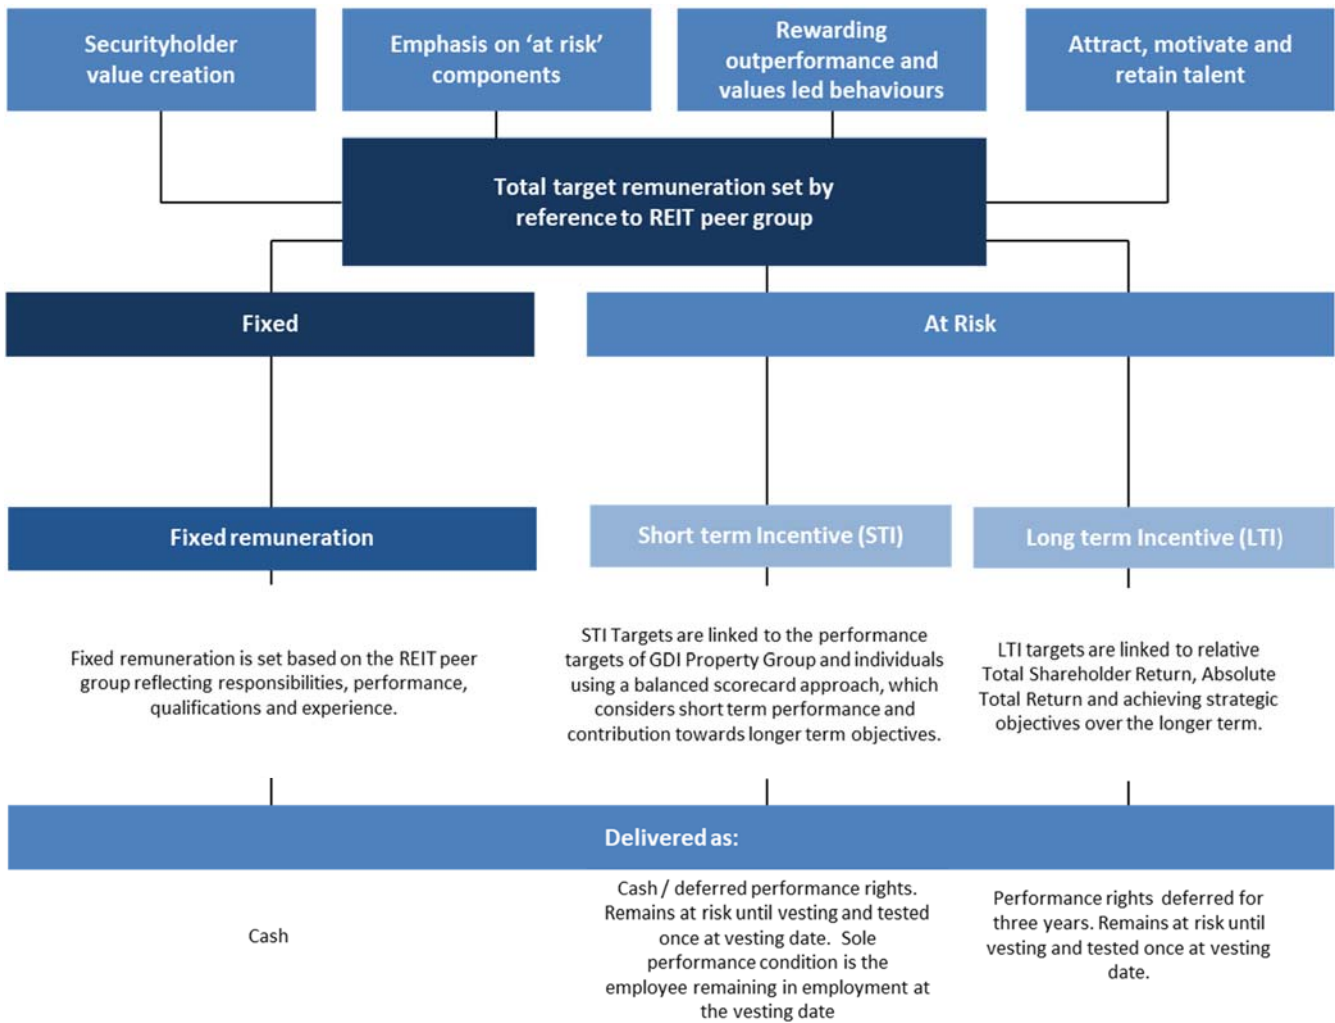 Securityholder
value creation
Emphasis on ‘at risk’
components
Rewarding
outperformance and
values led behaviours
Attract, motivate and
retain talent
Total target remuneration set by
reference to REIT peer group
Fixed
At Risk
Fixed remuneration
Short term Incentive (STI)
Long term Incentive (LTI)
Fixed remuneration is set based on the REIT peer
group reflecting responsibilities, performance,
qualifications and experience.
STI Targets are linked to the performance
targets of GDI Property Group and individuals
using a balanced scorecard approach, which
considers short term performance and
contribution towards longer term objectives.
LTI targets are linked to relative
Total Shareholder Return, Absolute
Total Return and achieving strategic
objectives over the longer term.
Delivered as:
Cash
Cash / deferred performance rights.
Remains at risk until vesting and tested
once at vesting date.  Sole
performance condition is the
employee remaining in employment at
the vesting date
Performance rights  deferred for
three years. Remains at risk until
vesting and tested once at vesting
date.